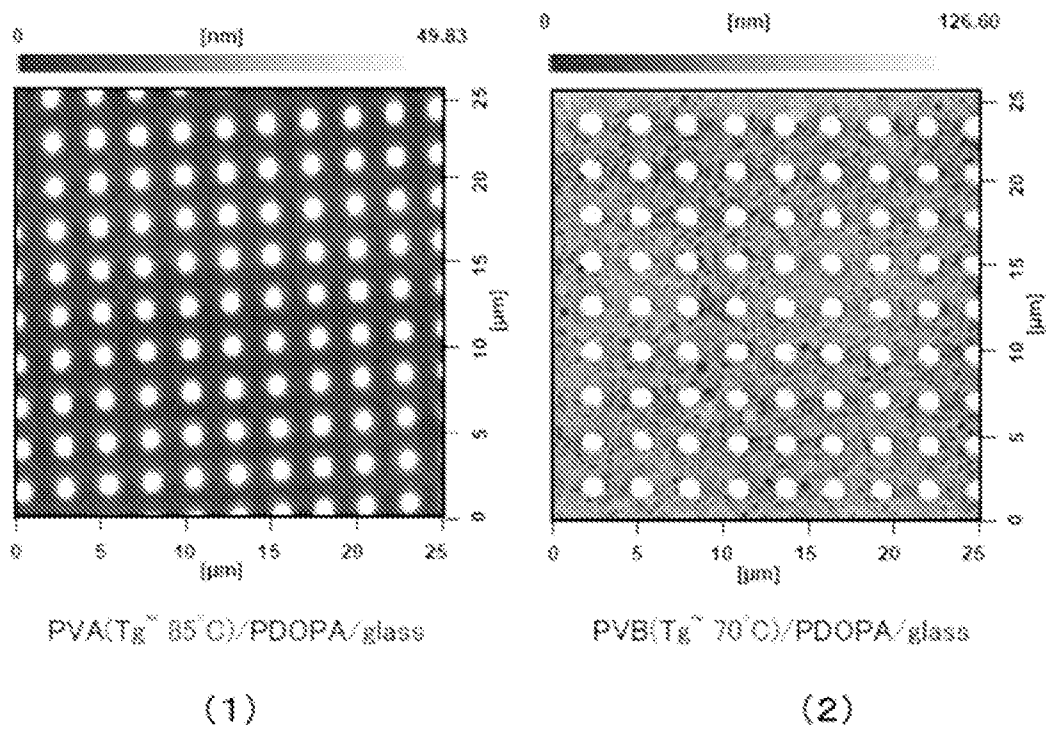 0 [nm] 49.83
0 [nm] 126.60
25
20
15
10
5
0
[µm]
0 5 10 15 20 25
[µm]
25
20
15
10
5
0
[µm]
0 5 10 15 20 25
[µm]
PVA(Tg~ 85°C)/PDOPA/glass
PVB(Tg~ 70°C)/PDOPA/glass
(1)
(2)